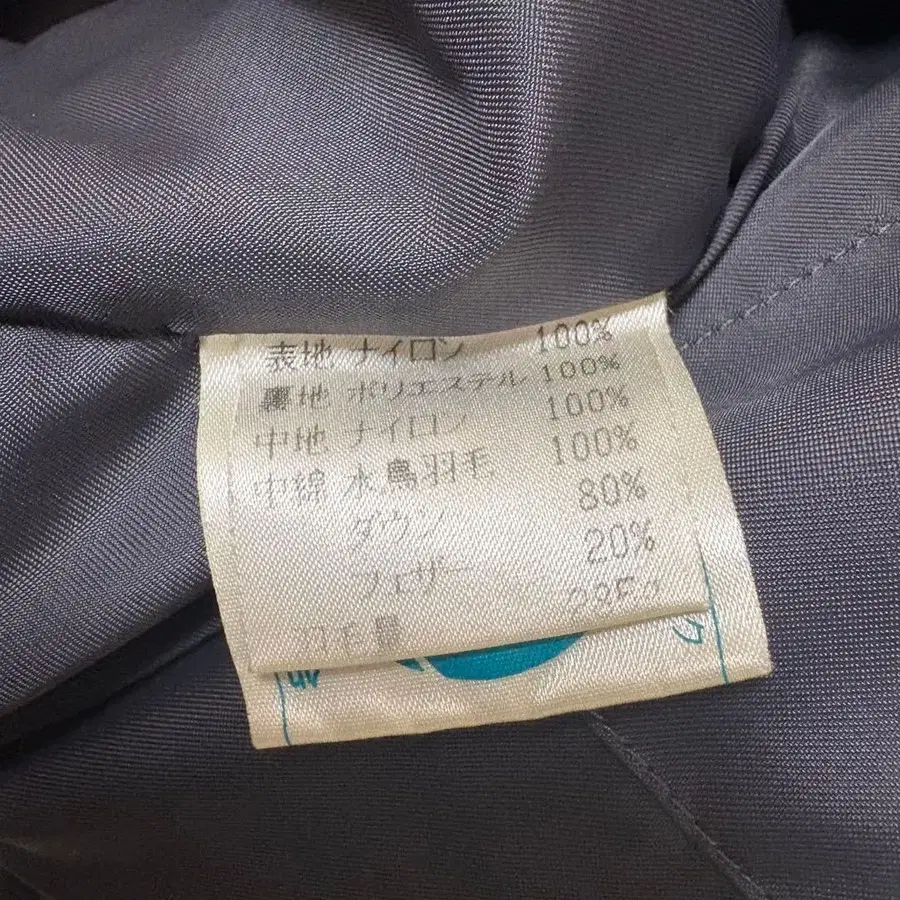 表地 ナイロン 100%
裏地 ポリエステル 100%
中地 ナイロン 100%
中綿 水鳥羽毛 100%
ダウン 80%
フェザー 20%
羽毛量